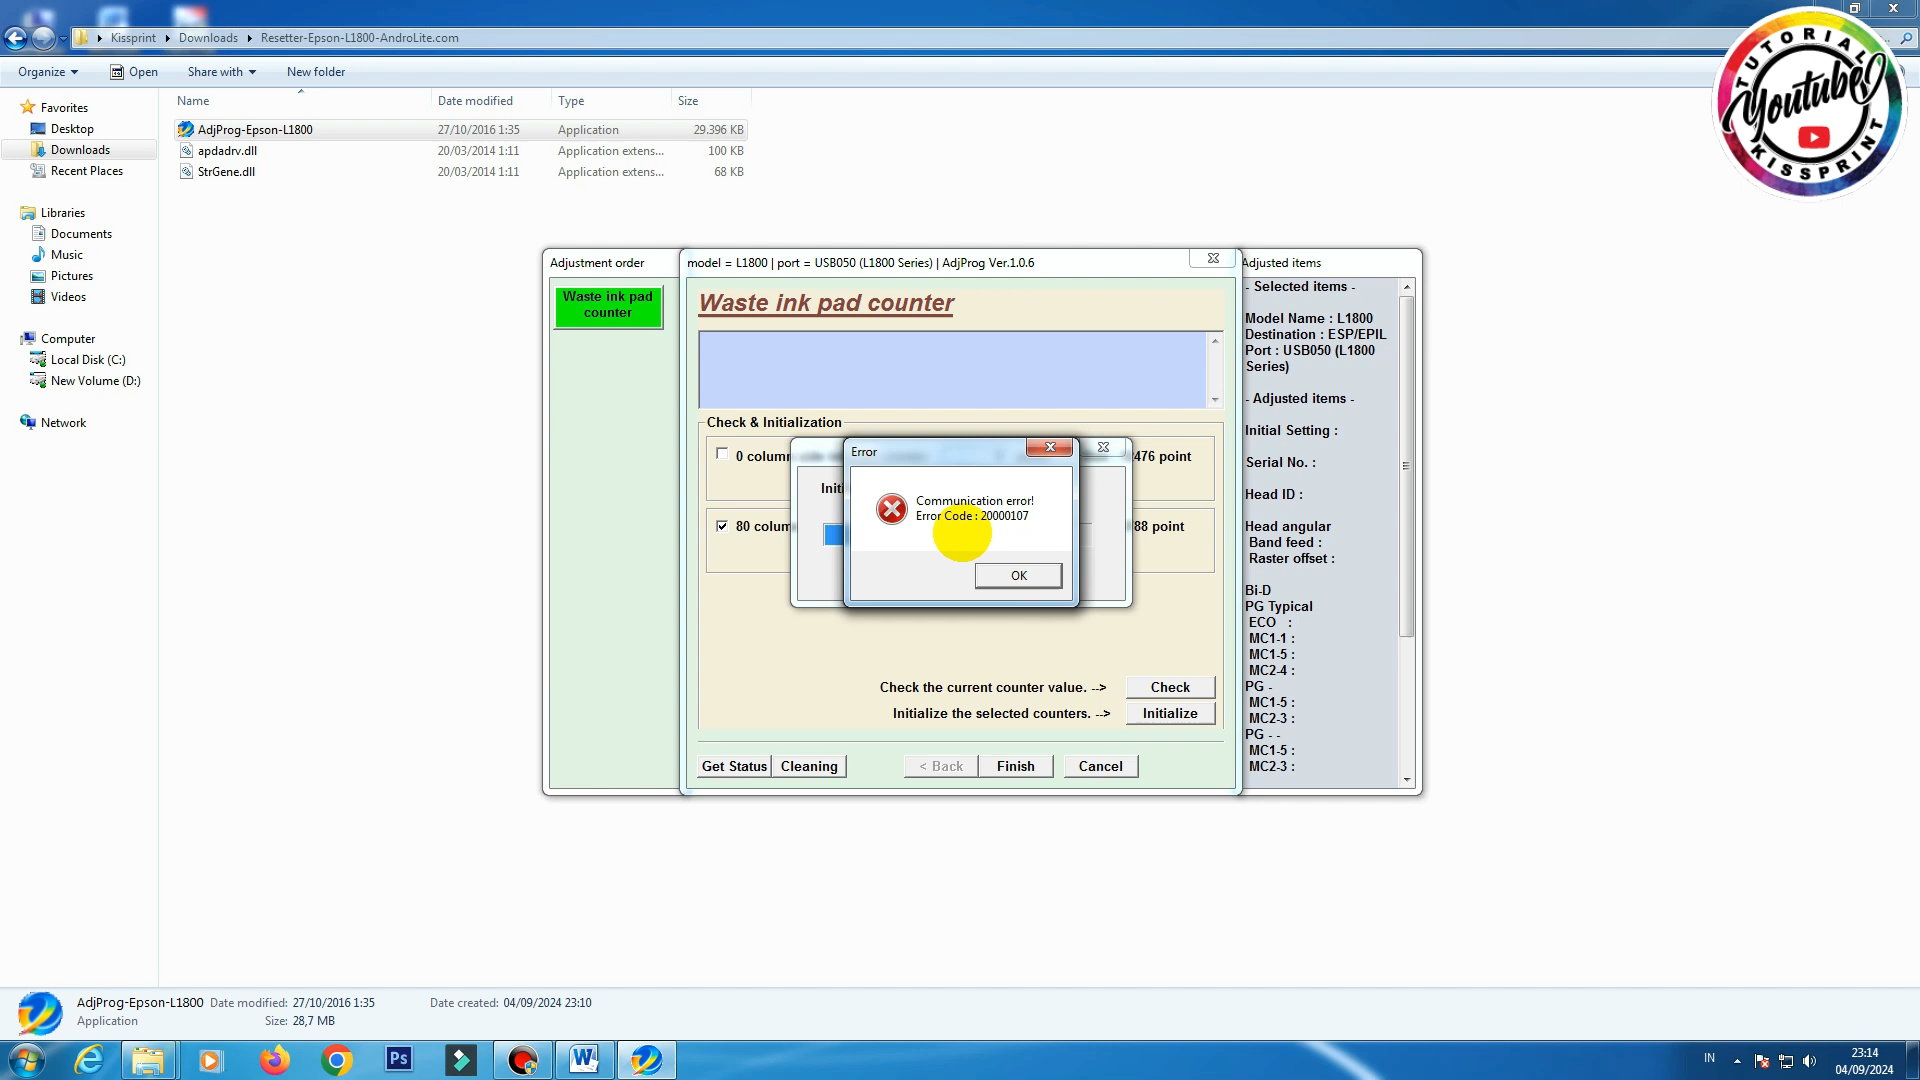 Kissprint Downloads Resetter-Epson-L1800-AndroLite.com
Organize Open Share with New folder
Name Date modified Type Size
Favorites
Desktop
Downloads
Recent Places
Libraries
Documents
Music
Pictures
Videos
Computer
Local Disk (C:)
New Volume (D:)
Network
AdjProg-Epson-L1800 27/10/2016 1:35 Application 29.396 KB
apdadrv.dll 20/03/2014 1:11 Application extens... 100 KB
StrGene.dll 20/03/2014 1:11 Application extens... 68 KB
TUTORIAL
Youtube
KISSPRINT
Adjustment order
Waste ink pad
counter
model = L1800 | port = USB050 (L1800 Series) | AdjProg Ver.1.0.6
Waste ink pad counter
Check & Initialization
0 colum
476 point
80 colum
88 point
Initi
Error
Communication error!
Error Code : 20000107
OK
Check the current counter value. --> Check
Initialize the selected counters. --> Initialize
Get Status Cleaning < Back Finish Cancel
Adjusted items
- Selected items -
Model Name : L1800
Destination : ESP/EPIL
Port : USB050 (L1800
Series)
- Adjusted items -
Initial Setting :
Serial No. :
Head ID :
Head angular
Band feed :
Raster offset :
Bi-D
PG Typical
ECO :
MC1-1 :
MC1-5 :
MC2-4 :
PG -
MC1-5 :
MC2-3 :
PG - -
MC1-5 :
MC2-3 :
AdjProg-Epson-L1800 Date modified: 27/10/2016 1:35 Date created: 04/09/2024 23:10
Application Size: 28,7 MB
Ps
W
IN
23:14
04/09/2024